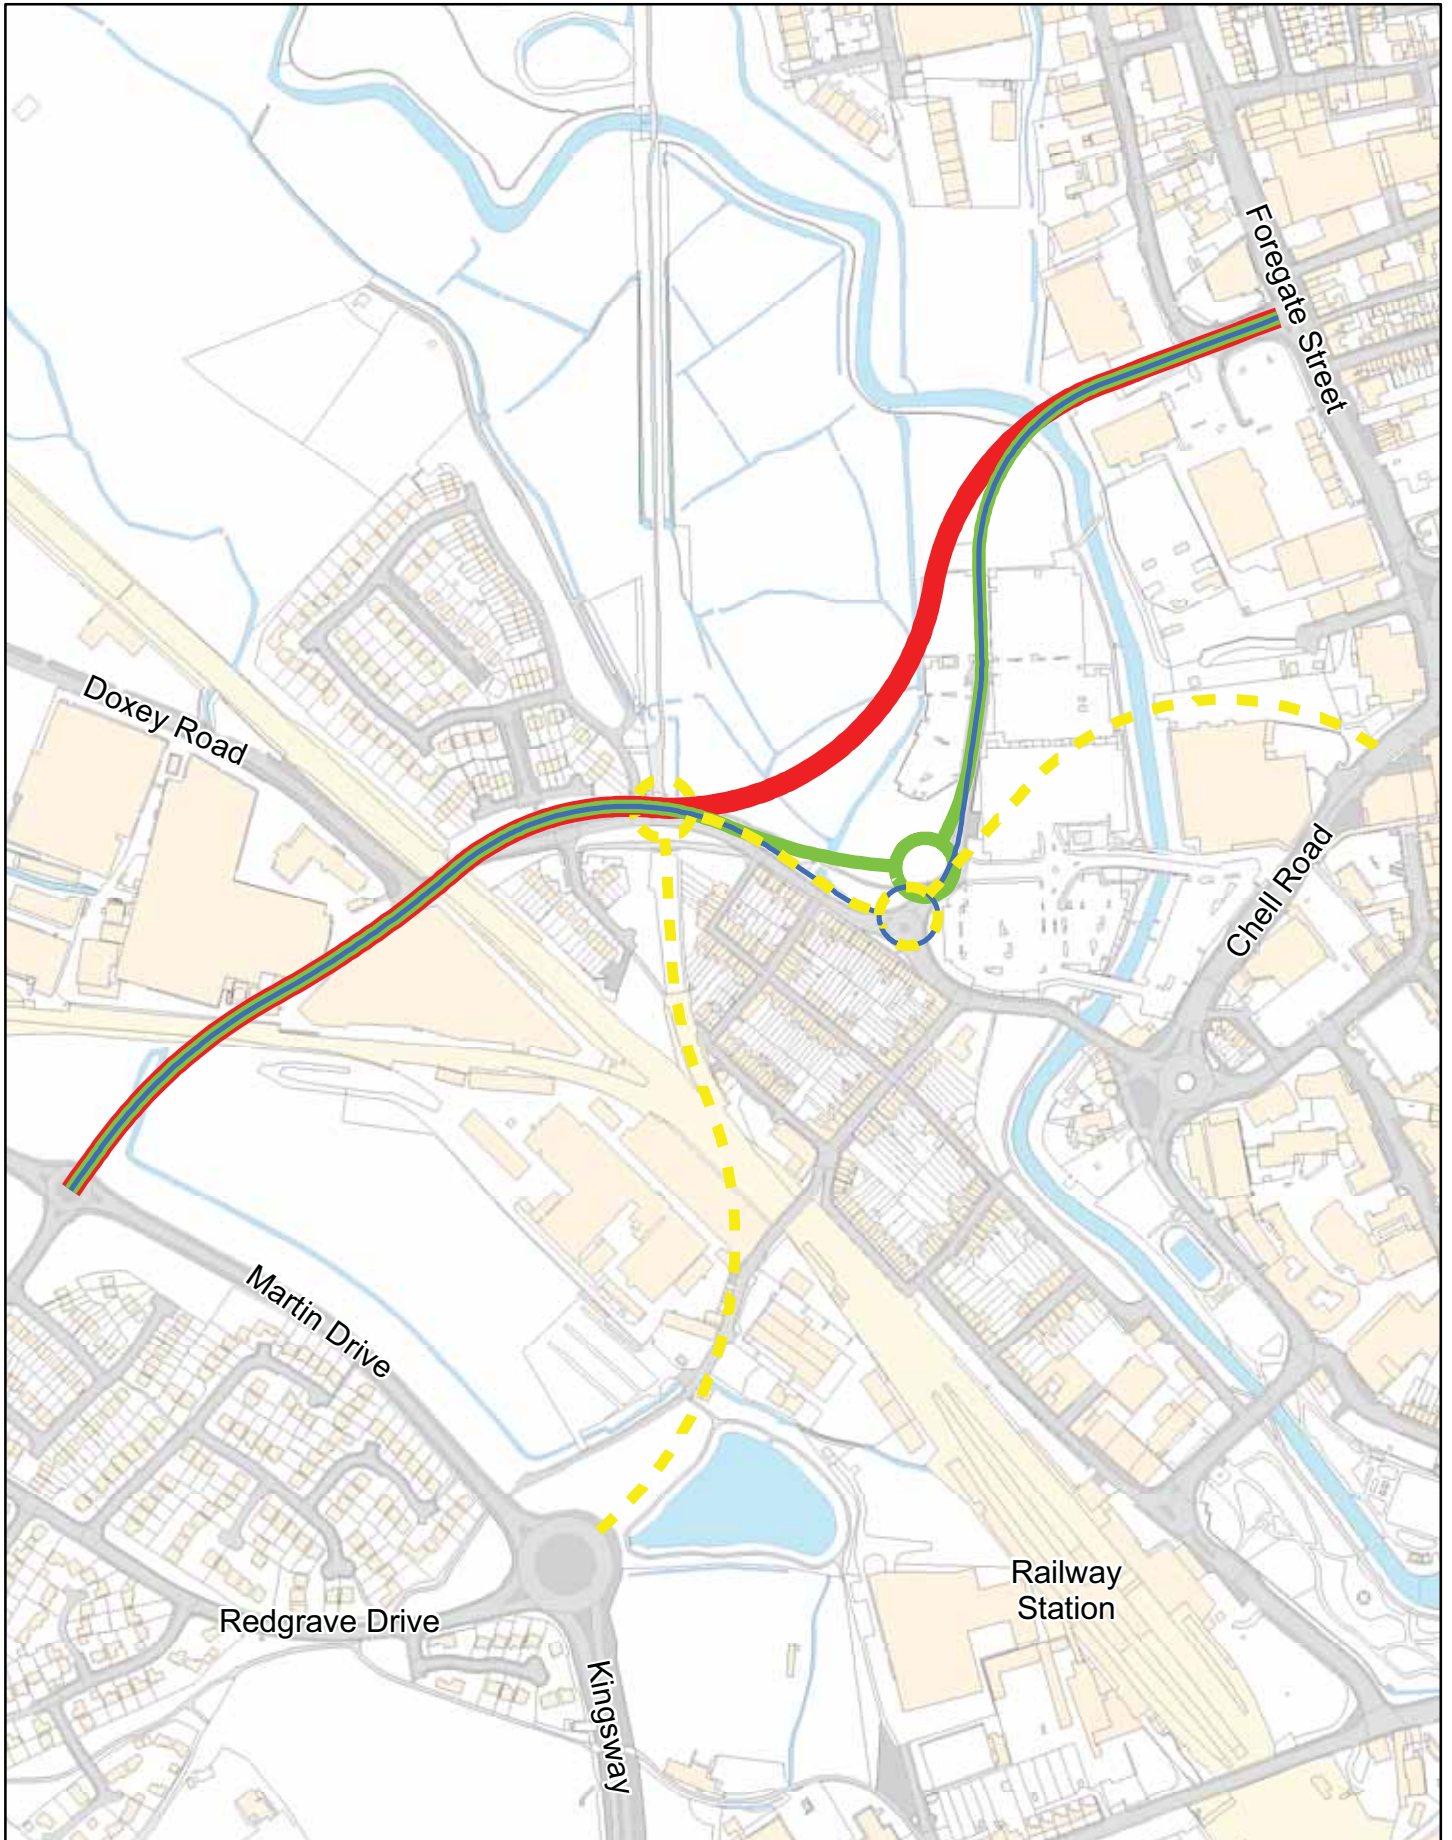 Foregate Street
Doxey Road
Chell Road
Martin Drive
Railway
Station
Redgrave Drive
Kingsway